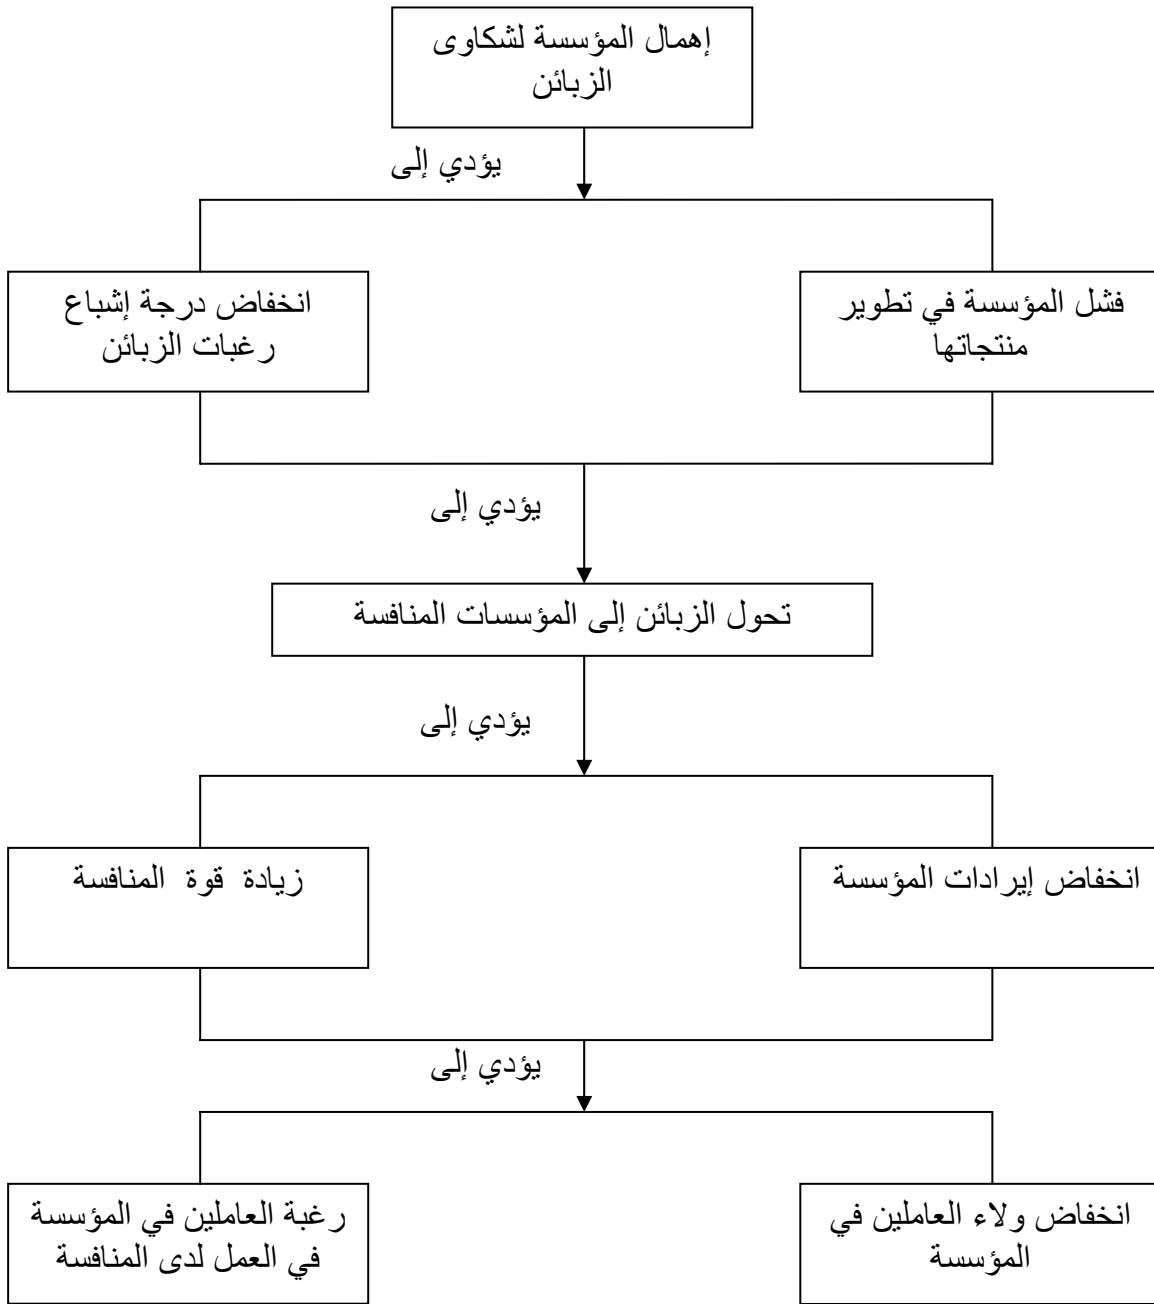 إهمال المؤسسة لشكاوى
الزبائن
يؤدي إلى
فشل المؤسسة في تطوير
منتجاتها
انخفاض درجة إشباع
رغبات الزبائن
يؤدي إلى
تحول الزبائن إلى المؤسسات المنافسة
يؤدي إلى
انخفاض إيرادات المؤسسة
زيادة قوة المنافسة
يؤدي إلى
انخفاض ولاء العاملين في
المؤسسة
رغبة العاملين في المؤسسة
في العمل لدى المنافسة